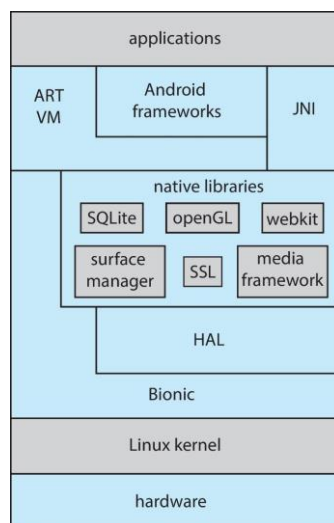 applications
ART
VM
Android
frameworks
JNI
native libraries
SQLite
openGL
webkit
surface
manager
SSL
media
framework
HAL
Bionic
Linux kernel
hardware